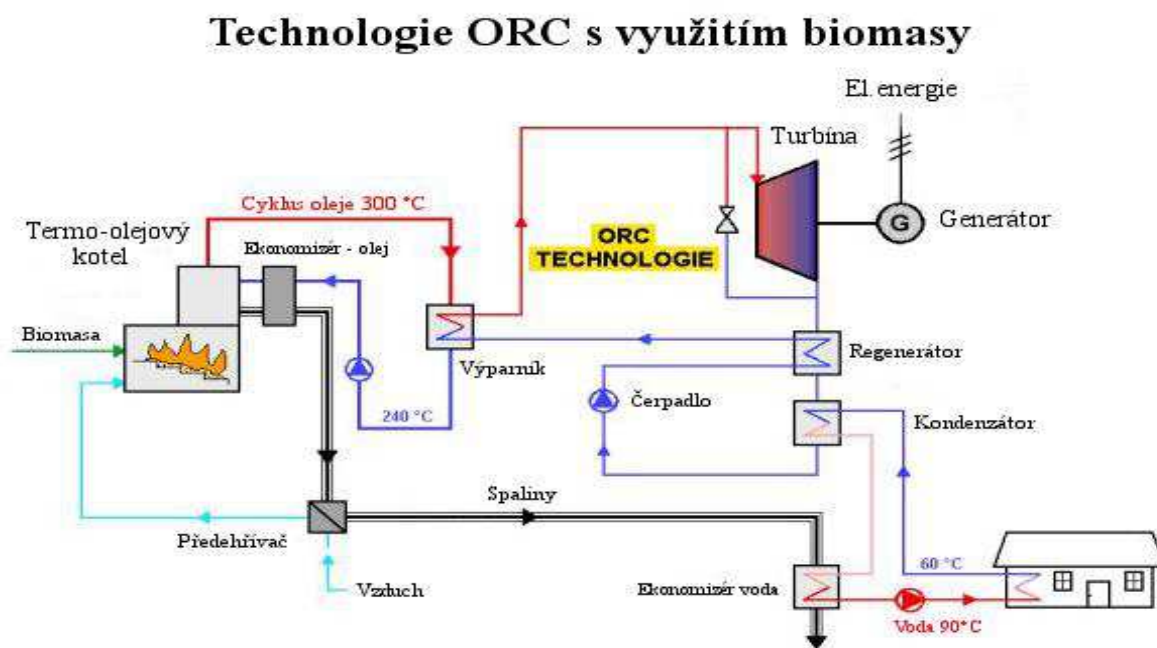 Technologie ORC s využitím biomasy
El. energie
Turbína
Cyklus oleje 300 °C
G
Generátor
Termo-olejový
kotel
Ekonomizér - olej
ORC
TECHNOLOGIE
Biomasa
Výparník
Regenerátor
Čerpadlo
240 °C
Kondenzátor
Spaliny
Předehřívač
60 °C
Vzduch
Ekonomizér voda
Voda 90°C